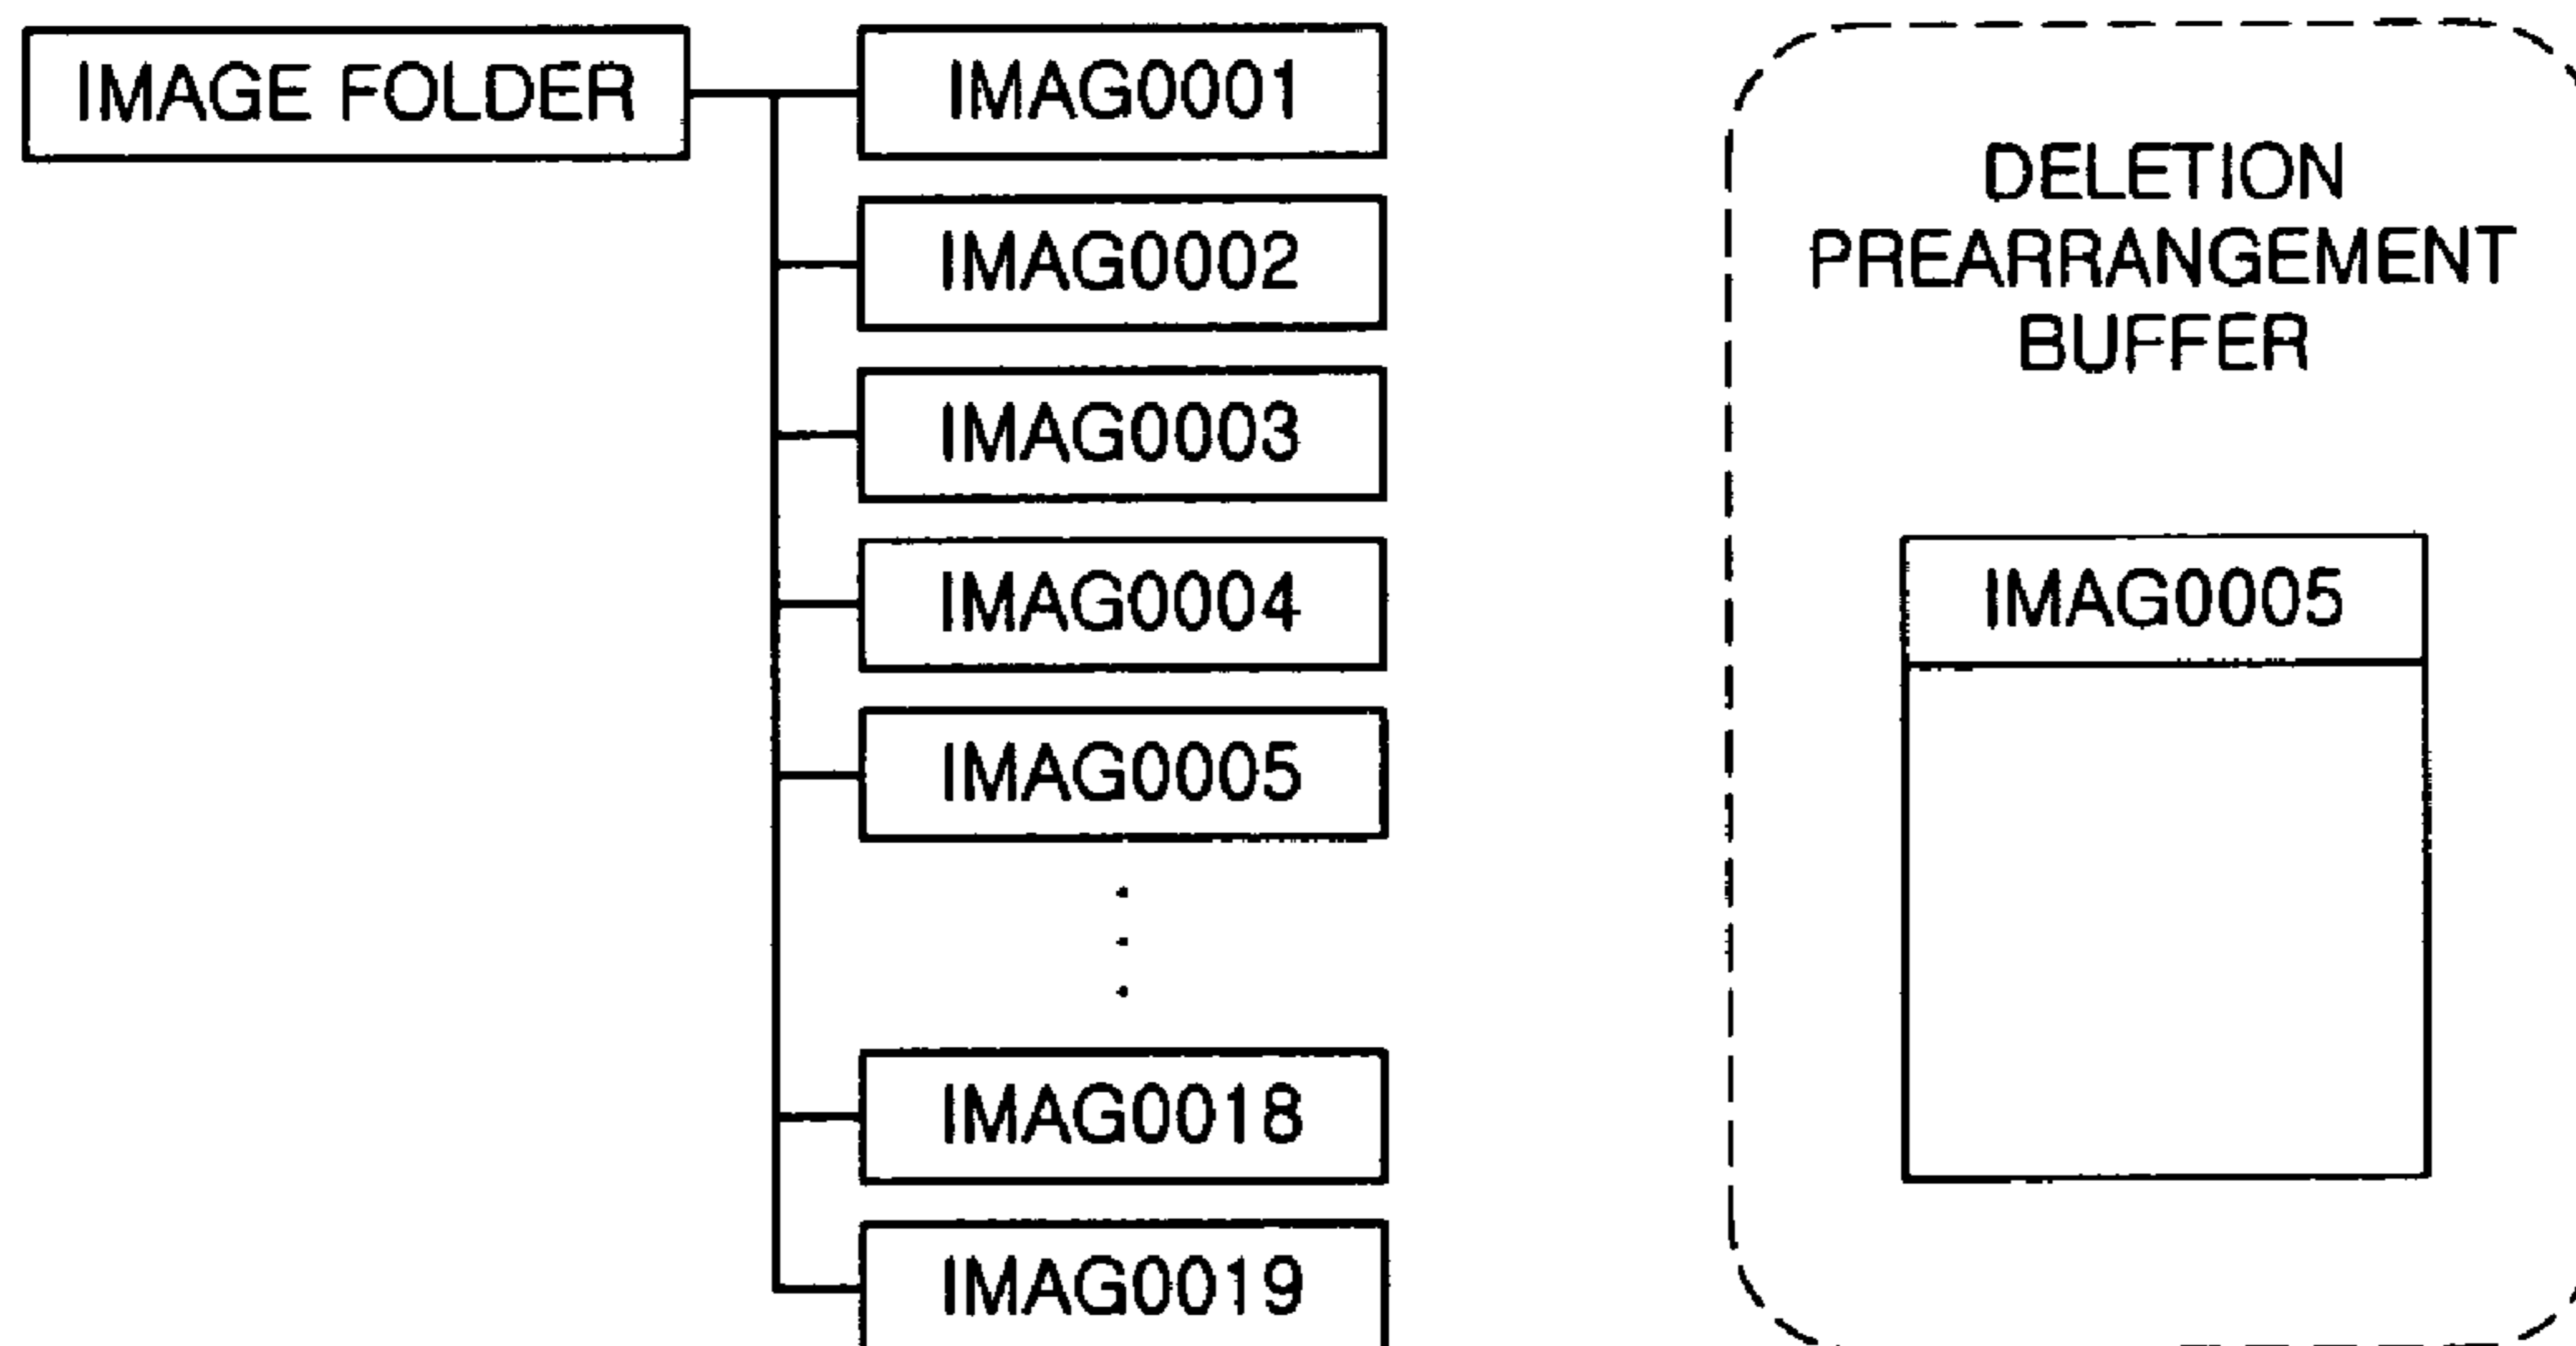 IMAGE FOLDER
IMAG0001
IMAG0002
IMAG0003
IMAG0004
IMAG0005
IMAG0018
IMAG0019
DELETION
PREARRANGEMENT
BUFFER
IMAG0005